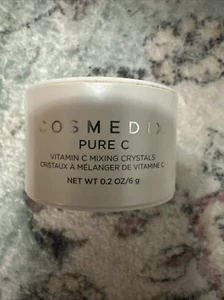 COSMEDIX
PURE C
VITAMIN C MIXING CRYSTALS
CRISTAUX À MÉLANGER DE VITAMINE C
NET WT 0.2 OZ/6 g